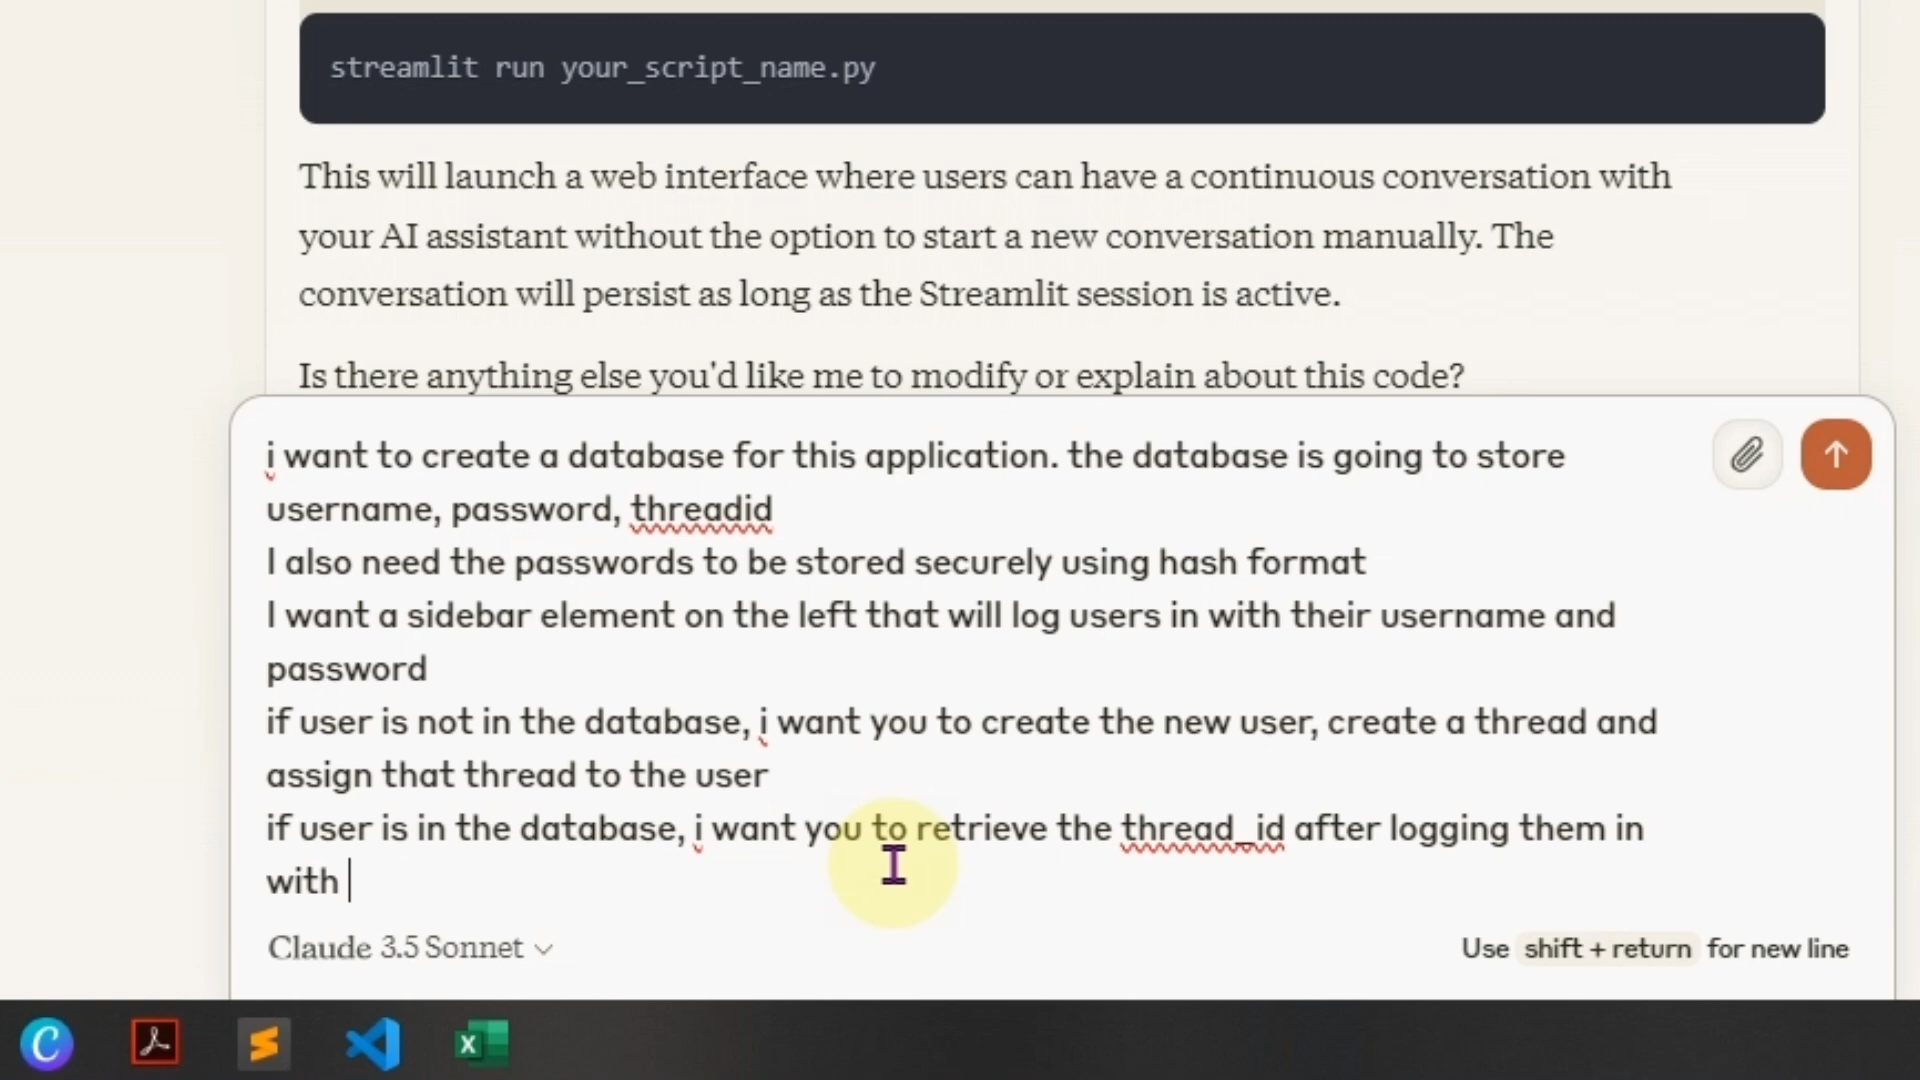 streamlit run your_script_name.py
This will launch a web interface where users can have a continuous conversation with
your AI assistant without the option to start a new conversation manually. The
conversation will persist as long as the Streamlit session is active.
Is there anything else you'd like me to modify or explain about this code?
i want to create a database for this application. the database is going to store
username, password, threadid
I also need the passwords to be stored securely using hash format
I want a sidebar element on the left that will log users in with their username and
password
if user is not in the database, i want you to create the new user, create a thread and
assign that thread to the user
if user is in the database, i want you to retrieve the thread_id after logging them in
with
Claude 3.5 Sonnet
Use shift + return for new line